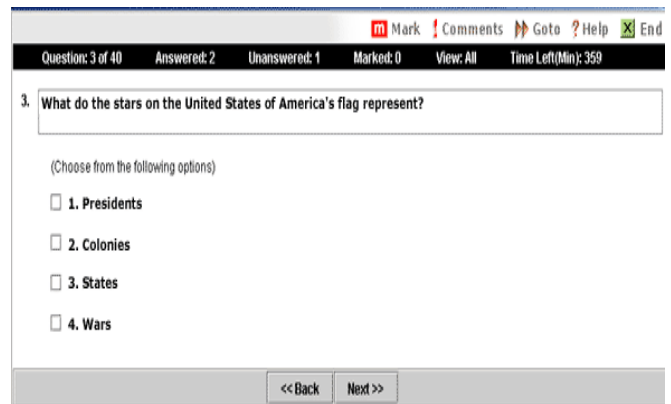 m Mark ! Comments Goto ? Help X End
Question: 3 of 40 Answered: 2 Unanswered: 1 Marked: 0 View: All Time Left(Min): 359
3. What do the stars on the United States of America's flag represent?
(Choose from the following options)
1. Presidents
2. Colonies
3. States
4. Wars
<< Back Next >>